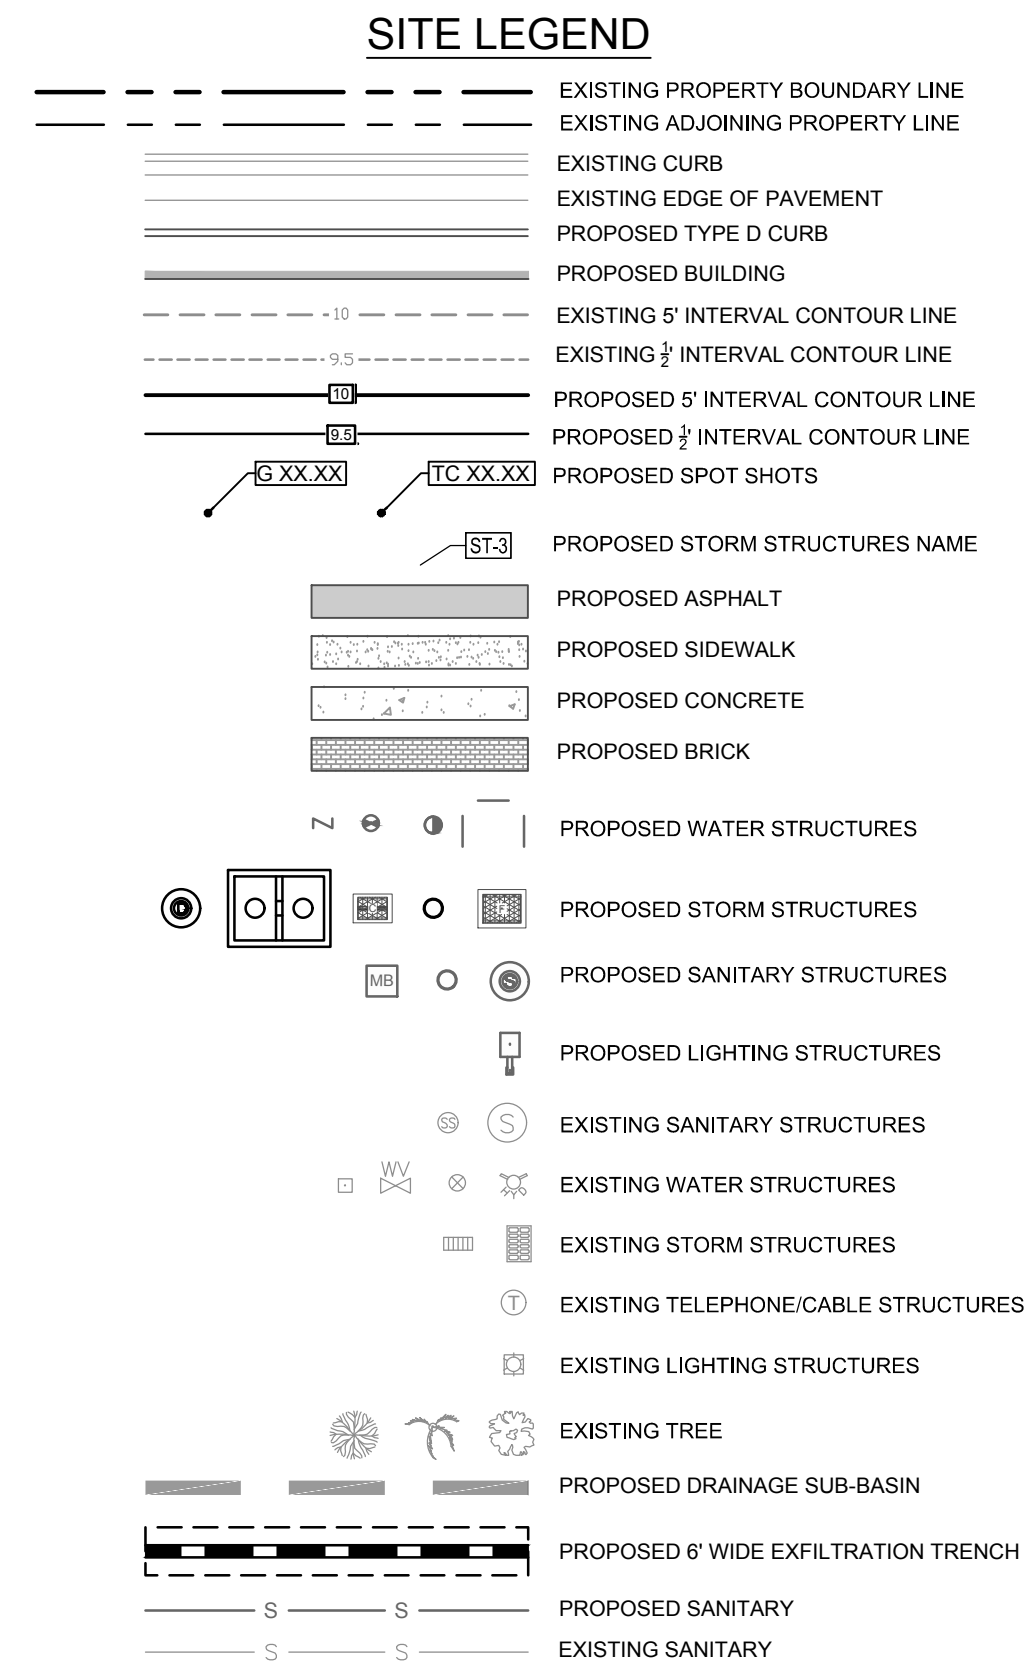 SITE LEGEND
EXISTING PROPERTY BOUNDARY LINE
EXISTING ADJOINING PROPERTY LINE
EXISTING CURB
EXISTING EDGE OF PAVEMENT
PROPOSED TYPE D CURB
PROPOSED BUILDING
10 EXISTING 5' INTERVAL CONTOUR LINE
9.5 EXISTING ½' INTERVAL CONTOUR LINE
10 PROPOSED 5' INTERVAL CONTOUR LINE
9.5 PROPOSED ½' INTERVAL CONTOUR LINE
G XX.XX TC XX.XX PROPOSED SPOT SHOTS
ST-3 PROPOSED STORM STRUCTURES NAME
PROPOSED ASPHALT
PROPOSED SIDEWALK
PROPOSED CONCRETE
PROPOSED BRICK
PROPOSED WATER STRUCTURES
D C F PROPOSED STORM STRUCTURES
MB S PROPOSED SANITARY STRUCTURES
PROPOSED LIGHTING STRUCTURES
SS S EXISTING SANITARY STRUCTURES
WV EXISTING WATER STRUCTURES
EXISTING STORM STRUCTURES
T EXISTING TELEPHONE/CABLE STRUCTURES
EXISTING LIGHTING STRUCTURES
EXISTING TREE
PROPOSED DRAINAGE SUB-BASIN
PROPOSED 6' WIDE EXFILTRATION TRENCH
S S PROPOSED SANITARY
S S EXISTING SANITARY